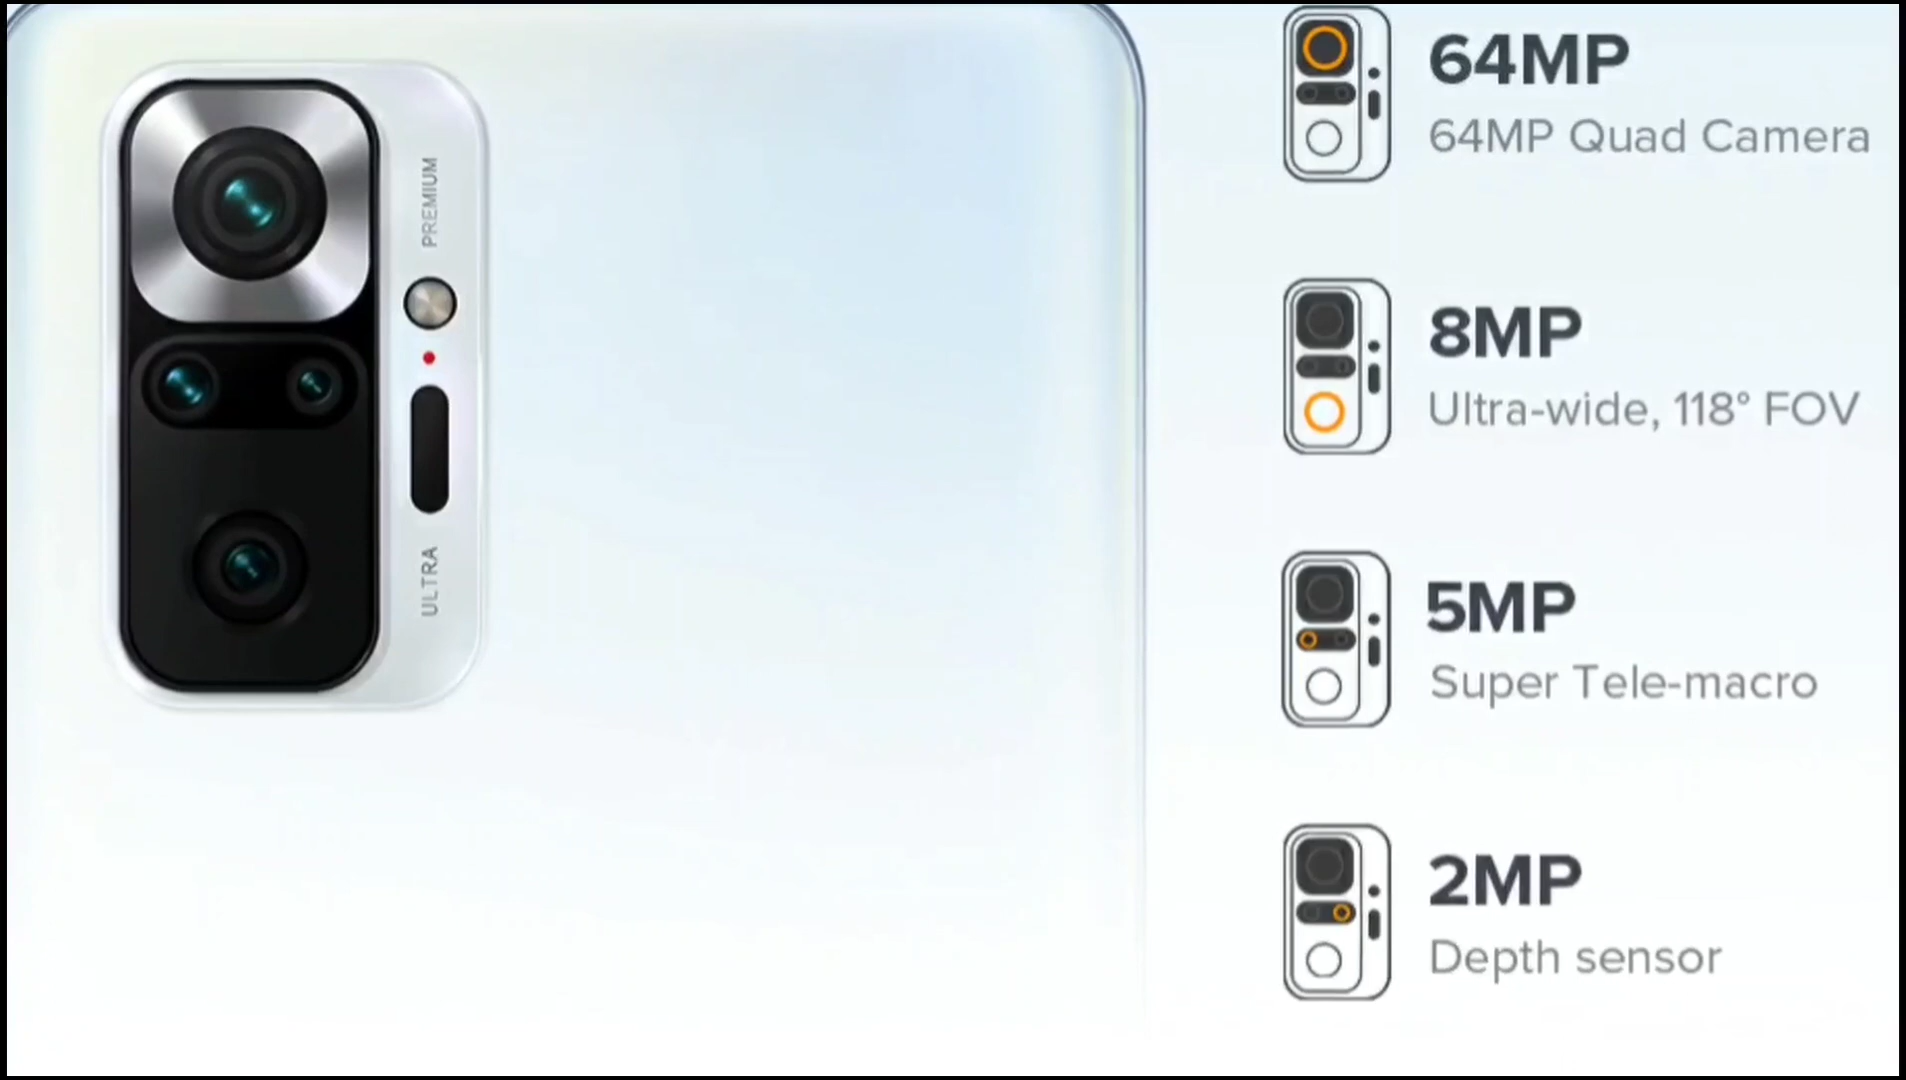 PREMIUM
ULTRA
64MP
64MP Quad Camera
8MP
Ultra-wide, 118° FOV
5MP
Super Tele-macro
2MP
Depth sensor